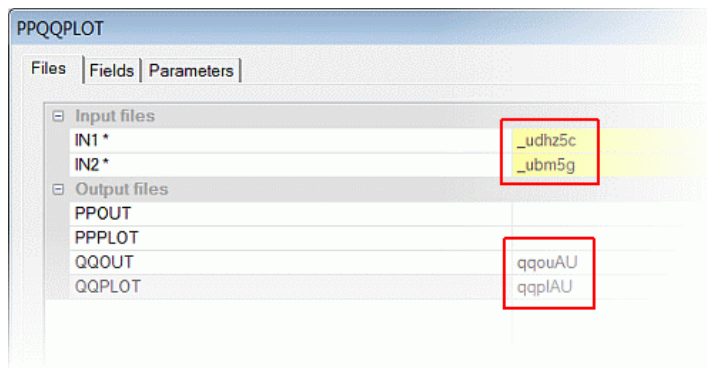 PPQQPLOT
Files Fields Parameters
Input files
IN1 * _udhz5c
IN2 * _ubm5g
Output files
PPOUT
PPPLOT
QQOUT qqouAU
QQPLOT qqplAU